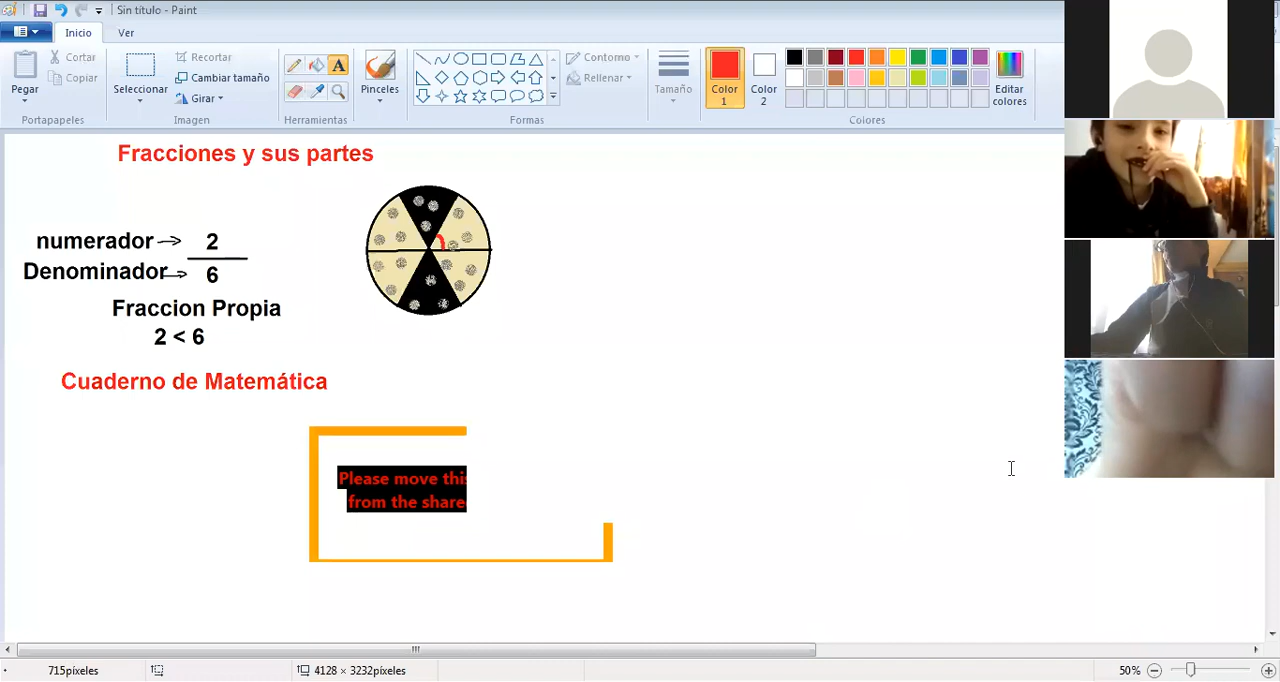 Sin título - Paint
Inicio
Ver
Pegar
Cortar
Copiar
Portapapeles
Seleccionar
Recortar
Cambiar tamaño
Girar
Imagen
A
Herramientas
Pinceles
Formas
Contorno
Rellenar
Tamaño
Color
1
Color
2
Colores
Editar
colores
Fracciones y sus partes
numerador 2
Denominador 6
Fraccion Propia
2 < 6
Cuaderno de Matemática
Please move this
from the share
715píxeles
4128 × 3232píxeles
50%